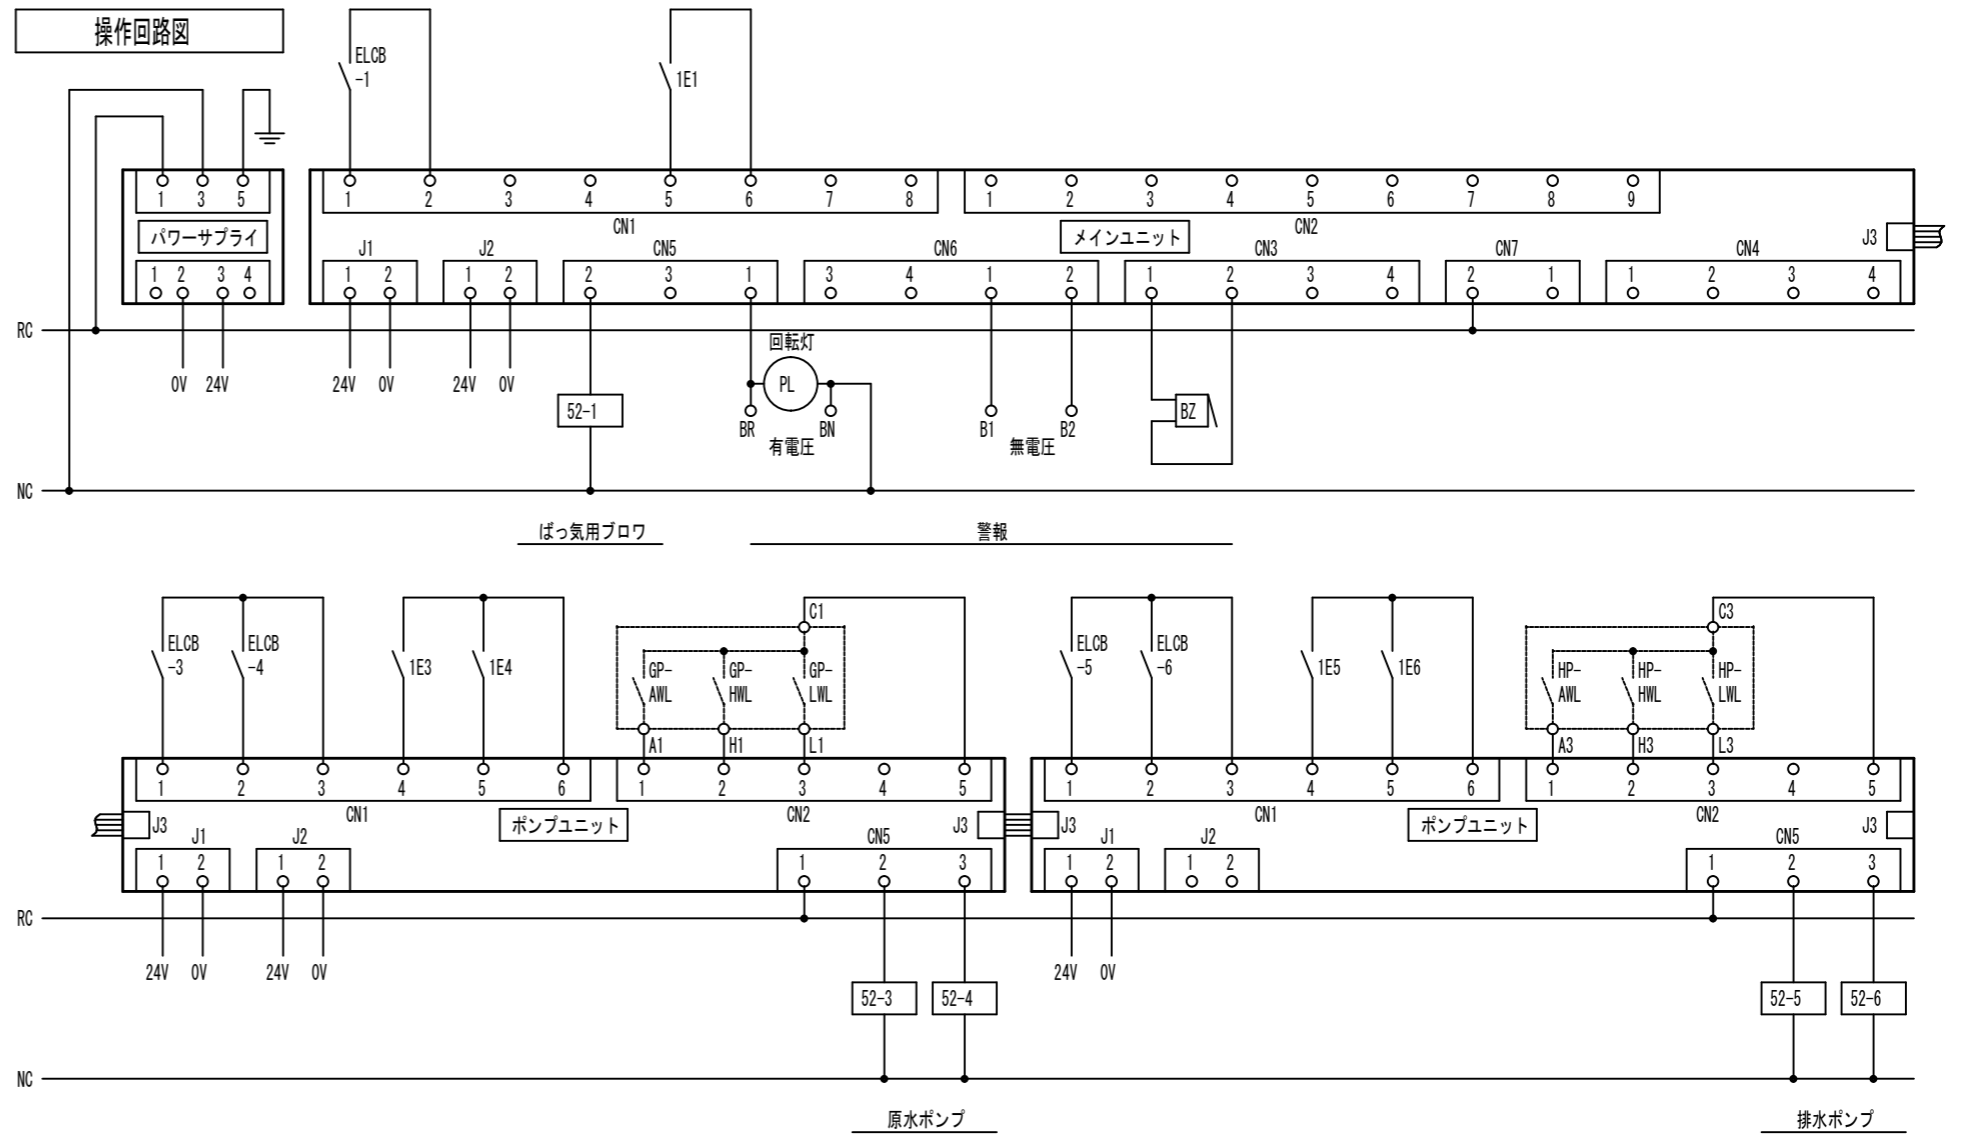 操作回路図
ELCB
-1
1E1
1 3 5
1 2 3 4 5 6 7 8
1 2 3 4 5 6 7 8 9
CN1
CN2
パワーサプライ
メインユニット
J3
J1
J2
CN5
CN6
CN3
CN7
CN4
1 2 3 4
1 2
1 2
2 3 1
3 4 1 2
1 2 3 4
2 1
1 2 3 4
RC
回転灯
0V 24V
24V 0V
24V 0V
PL
52-1
BZ
BR BN
B1 B2
有電圧
無電圧
NC
ばっ気用ブロワ
警報
C1
C3
ELCB
-3
ELCB
-4
1E3
1E4
GP-
AWL
GP-
HWL
GP-
LWL
ELCB
-5
ELCB
-6
1E5
1E6
HP-
AWL
HP-
HWL
HP-
LWL
A1 H1 L1
A3 H3 L3
1 2 3 4 5 6
1 2 3 4 5
1 2 3 4 5 6
1 2 3 4 5
CN1
CN2
CN1
CN2
J3
ポンプユニット
J3
J3
ポンプユニット
J3
J1
J2
CN5
J1
J2
CN5
1 2
1 2
1 2 3
1 2
1 2
1 2 3
RC
24V 0V
24V 0V
24V 0V
52-3
52-4
52-5
52-6
NC
原水ポンプ
排水ポンプ